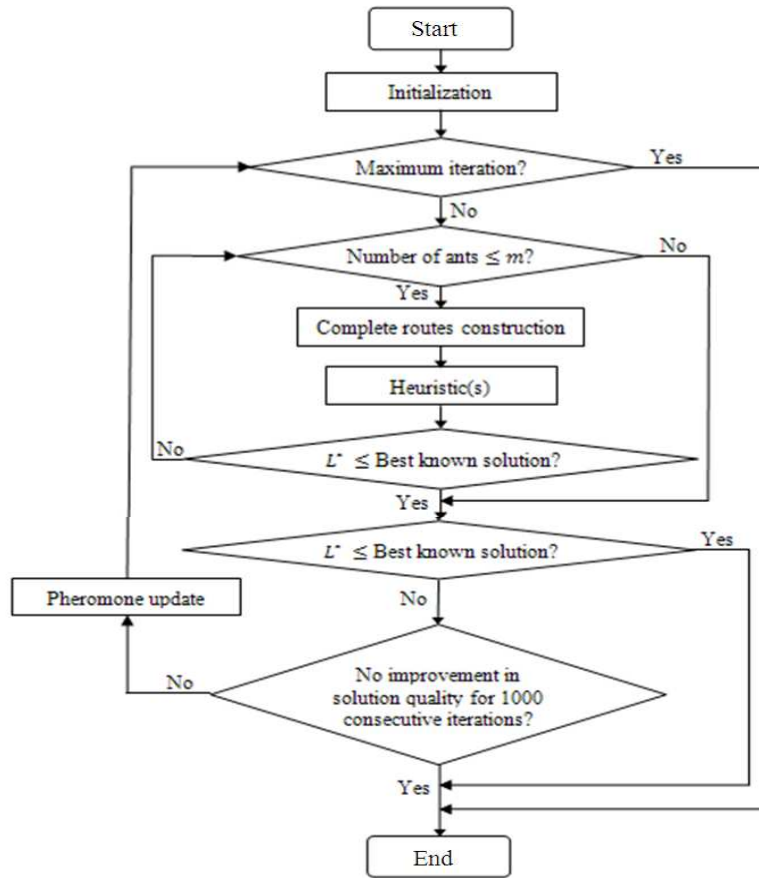 Start
Initialization
Maximum iteration?
Yes
No
Number of ants ≤ m?
No
Yes
Complete routes construction
Heuristic(s)
No
L* ≤ Best known solution?
Yes
L* ≤ Best known solution?
Yes
Pheromone update
No
No
No improvement in
solution quality for 1000
consecutive iterations?
Yes
End